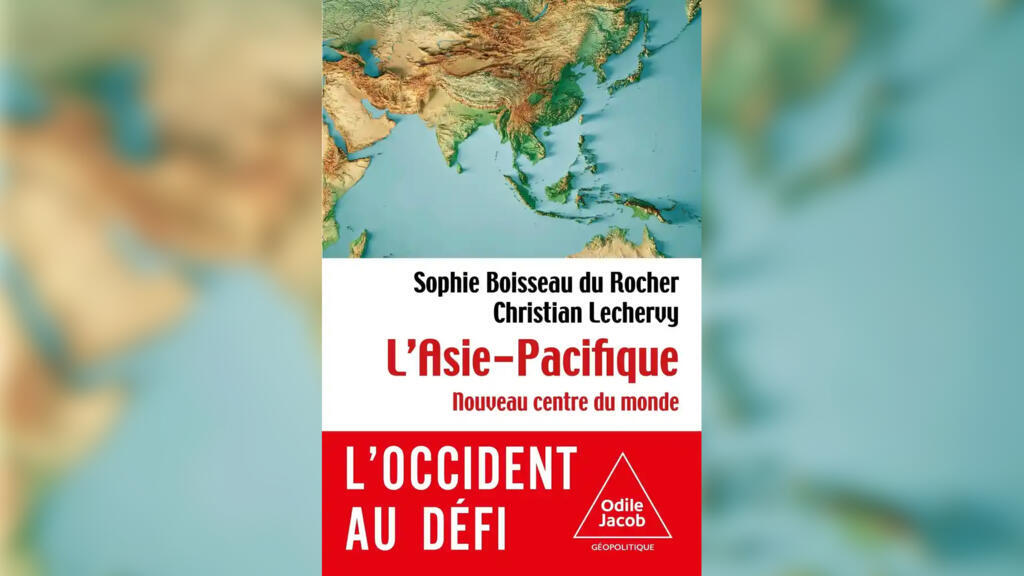 Sophie Boisseau du Rocher
Christian Lechervy
L'Asie-Pacifique
Nouveau centre du monde
L'OCCIDENT
AU DÉFI
Odile
Jacob
GÉOPOLITIQUE